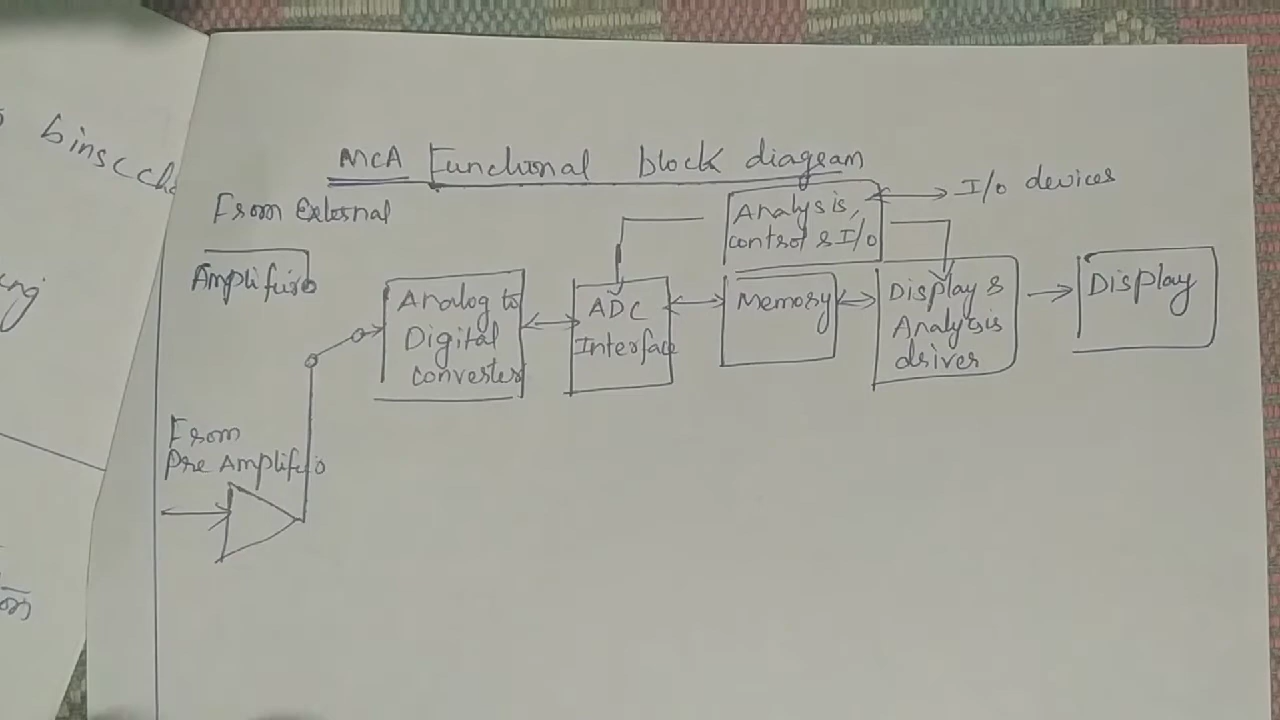 bins
MCA Functional block diagram
From External
Amplifier
I/o devices
Analysis,
control & I/o
Analog to
Digital
converter
ADC
Interface
Memory
Display &
Analysis
driver
Display
From
Pre Amplifier